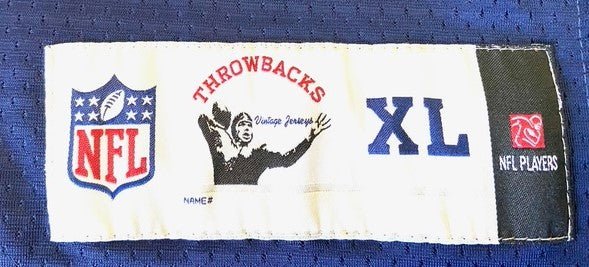 NFL
THROWBACKS
Vintage Jerseys
NAME#
XL
NFL PLAYERS